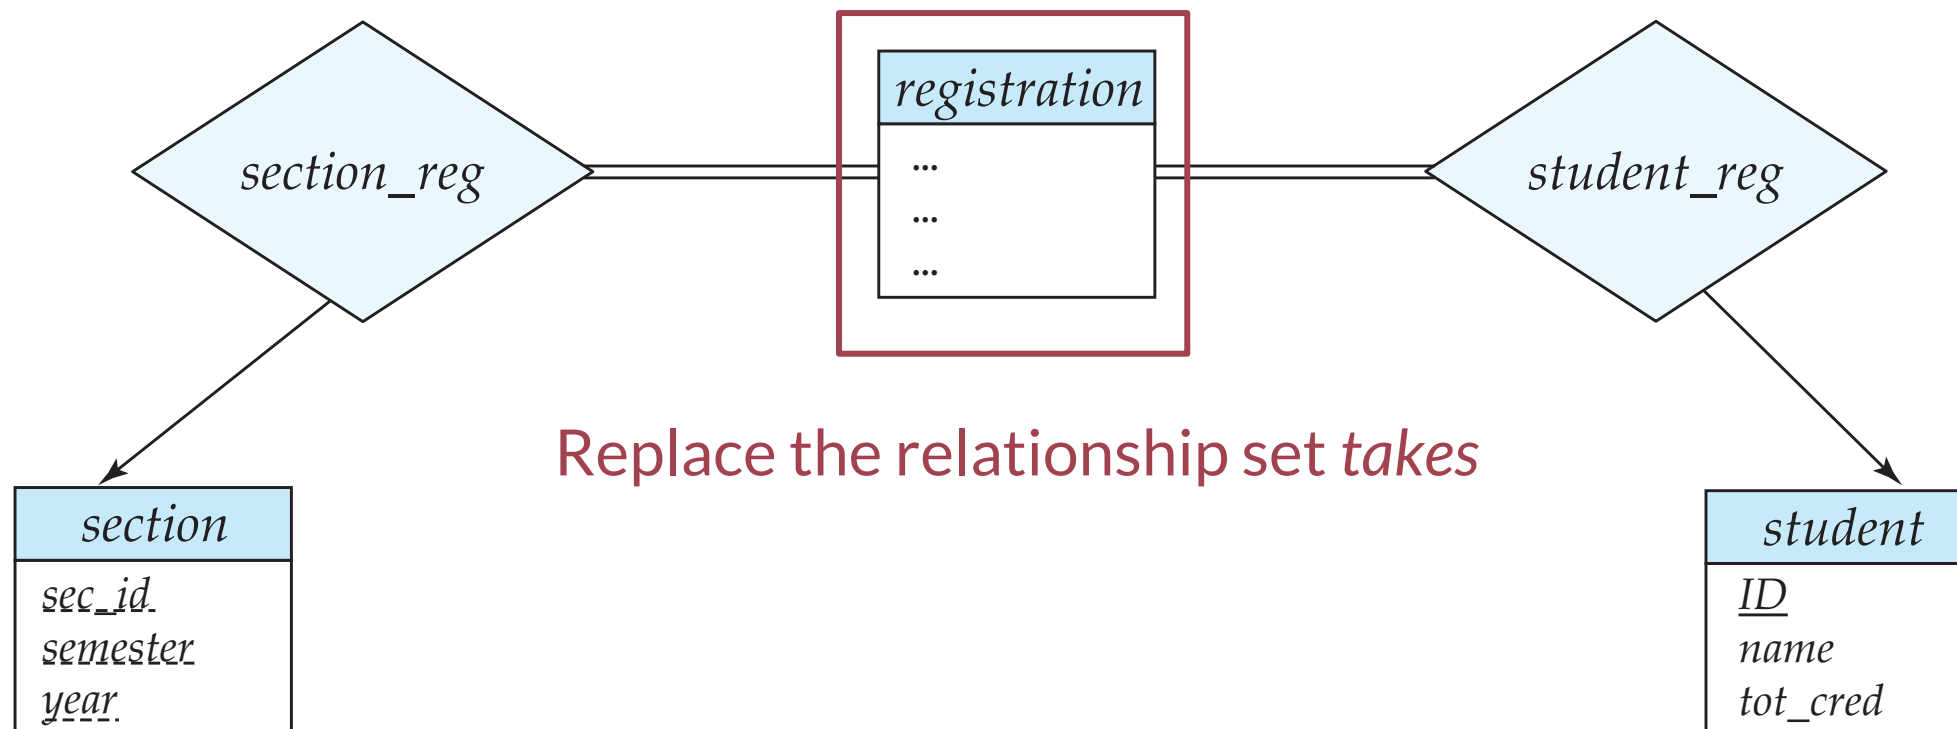 registration
...
...
...
section_reg
student_reg
Replace the relationship set takes
section
sec_id
semester
year
student
ID
name
tot_cred